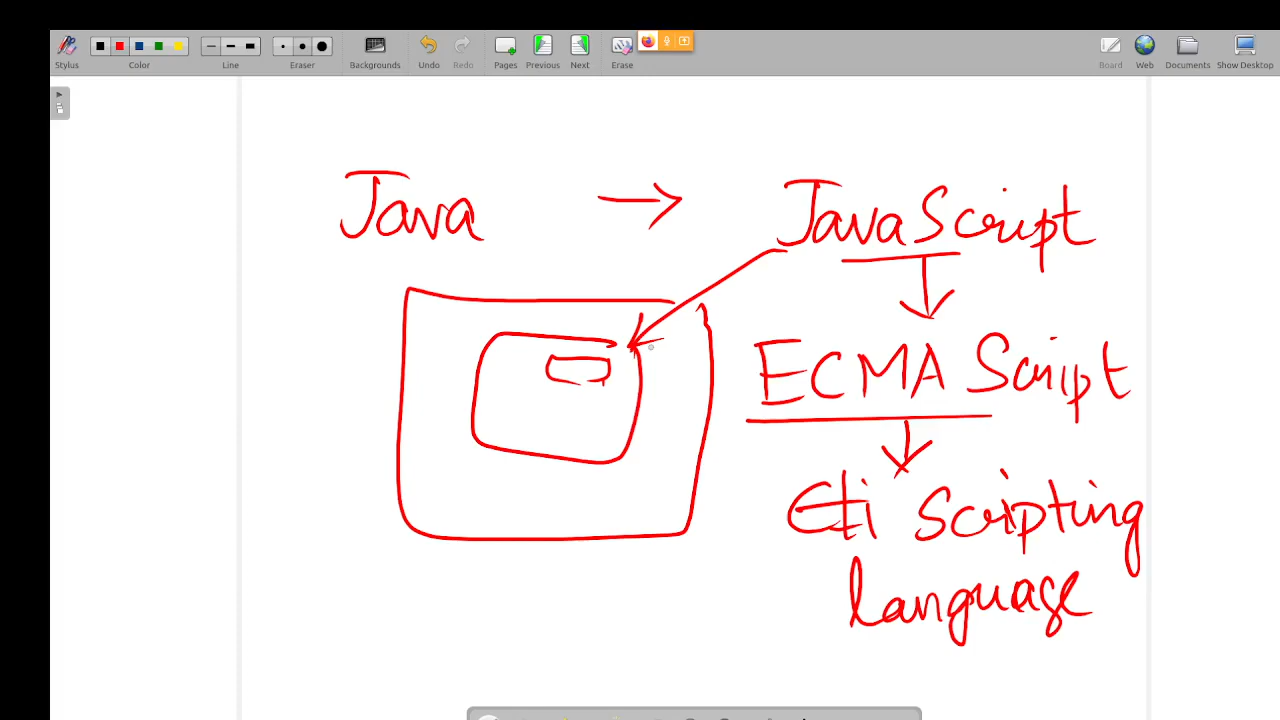 Stylus Color Line Eraser Backgrounds Undo Redo Pages Previous Next Erase Board Web Documents Show Desktop
Java → JavaScript
ECMA Script
Scripting
language